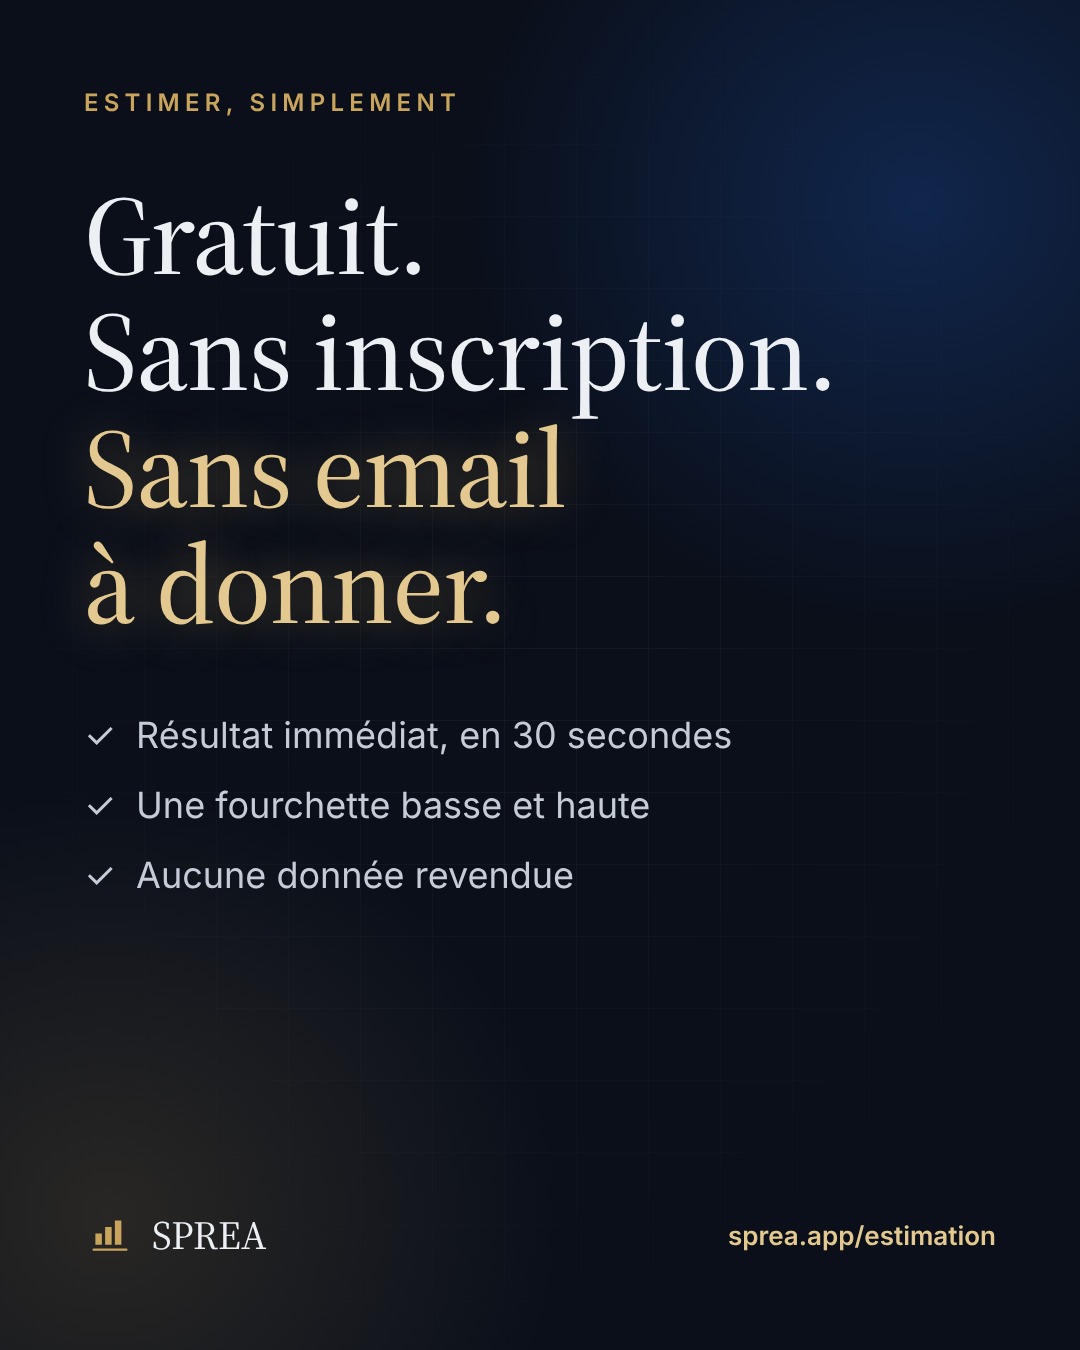 ESTIMER, SIMPLEMENT
Gratuit.
Sans inscription.
Sans email
à donner.
Résultat immédiat, en 30 secondes
Une fourchette basse et haute
Aucune donnée revendue
SPREA
sprea.app/estimation